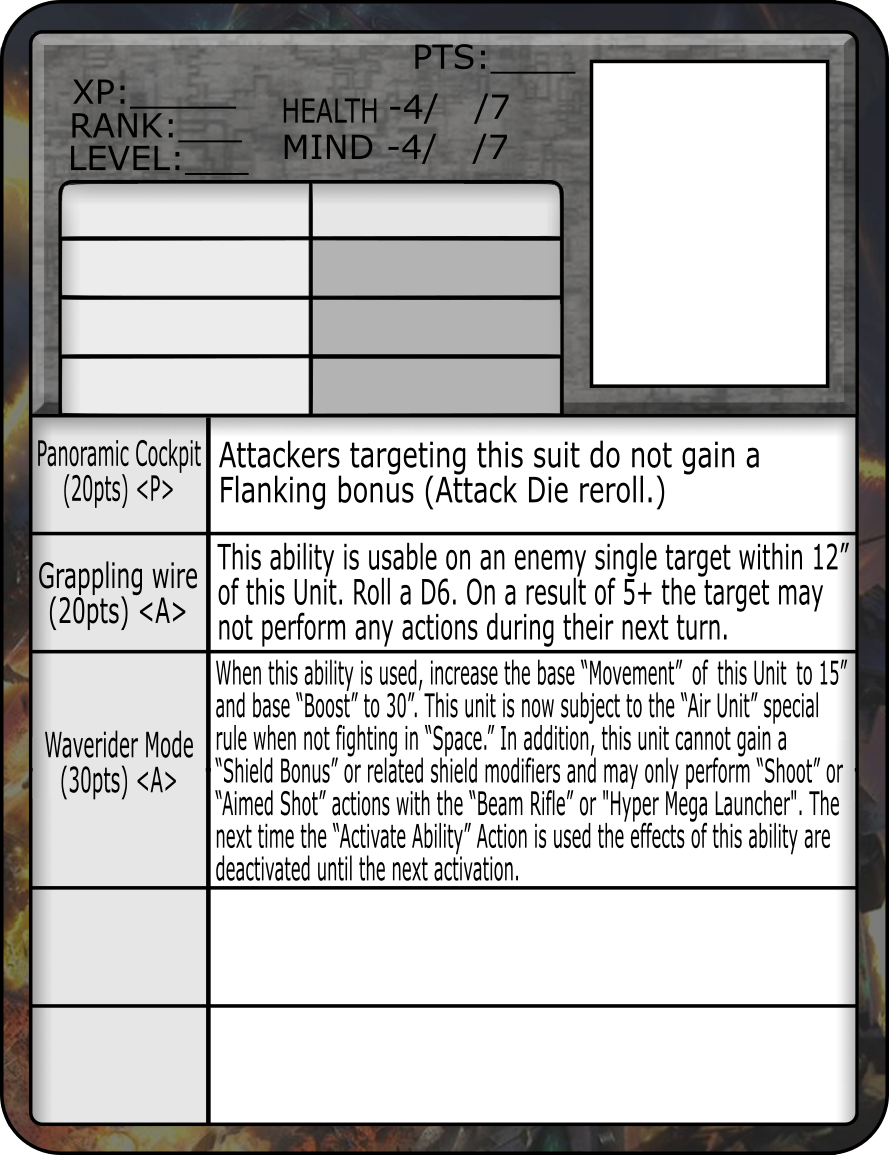 PTS:____
XP:_____
RANK:___
LEVEL:___
HEALTH -4/ /7
MIND -4/ /7
Panoramic Cockpit
(20pts) <P>
Attackers targeting this suit do not gain a
Flanking bonus (Attack Die reroll.)
Grappling wire
(20pts) <A>
This ability is usable on an enemy single target within 12”
of this Unit. Roll a D6. On a result of 5+ the target may
not perform any actions during their next turn.
Waverider Mode
(30pts) <A>
When this ability is used, increase the base “Movement” of this Unit to 15”
and base “Boost” to 30”. This unit is now subject to the “Air Unit” special
rule when not fighting in “Space.” In addition, this unit cannot gain a
“Shield Bonus” or related shield modifiers and may only perform “Shoot” or
“Aimed Shot” actions with the “Beam Rifle” or "Hyper Mega Launcher". The
next time the “Activate Ability” Action is used the effects of this ability are
deactivated until the next activation.